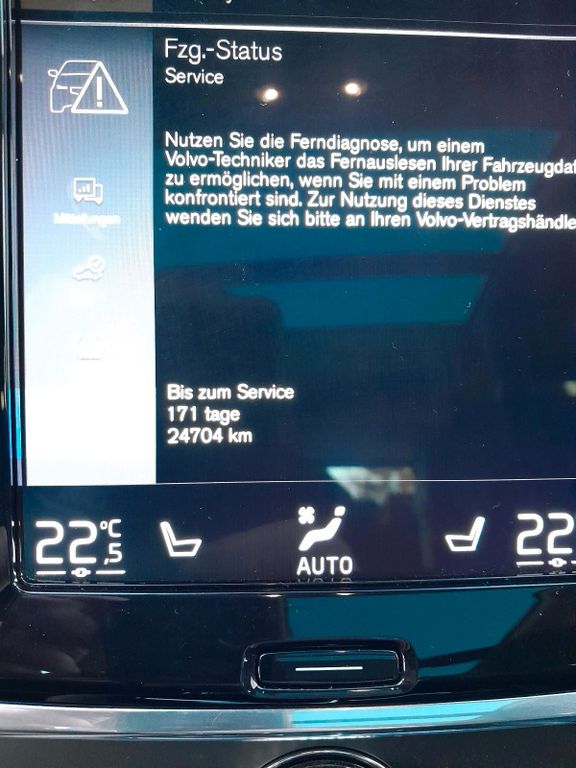 Fzg.-Status
Service
Nutzen Sie die Ferndiagnose, um einem
Volvo-Techniker das Fernauslesen Ihrer Fahrzeugdat
zu ermöglichen, wenn Sie mit einem Problem
konfrontiert sind. Zur Nutzung dieses Dienstes
wenden Sie sich bitte an Ihren Volvo-Vertragshändle
Mitteilungen
Bis zum Service
171 tage
24704 km
22,5 °C
AUTO
22